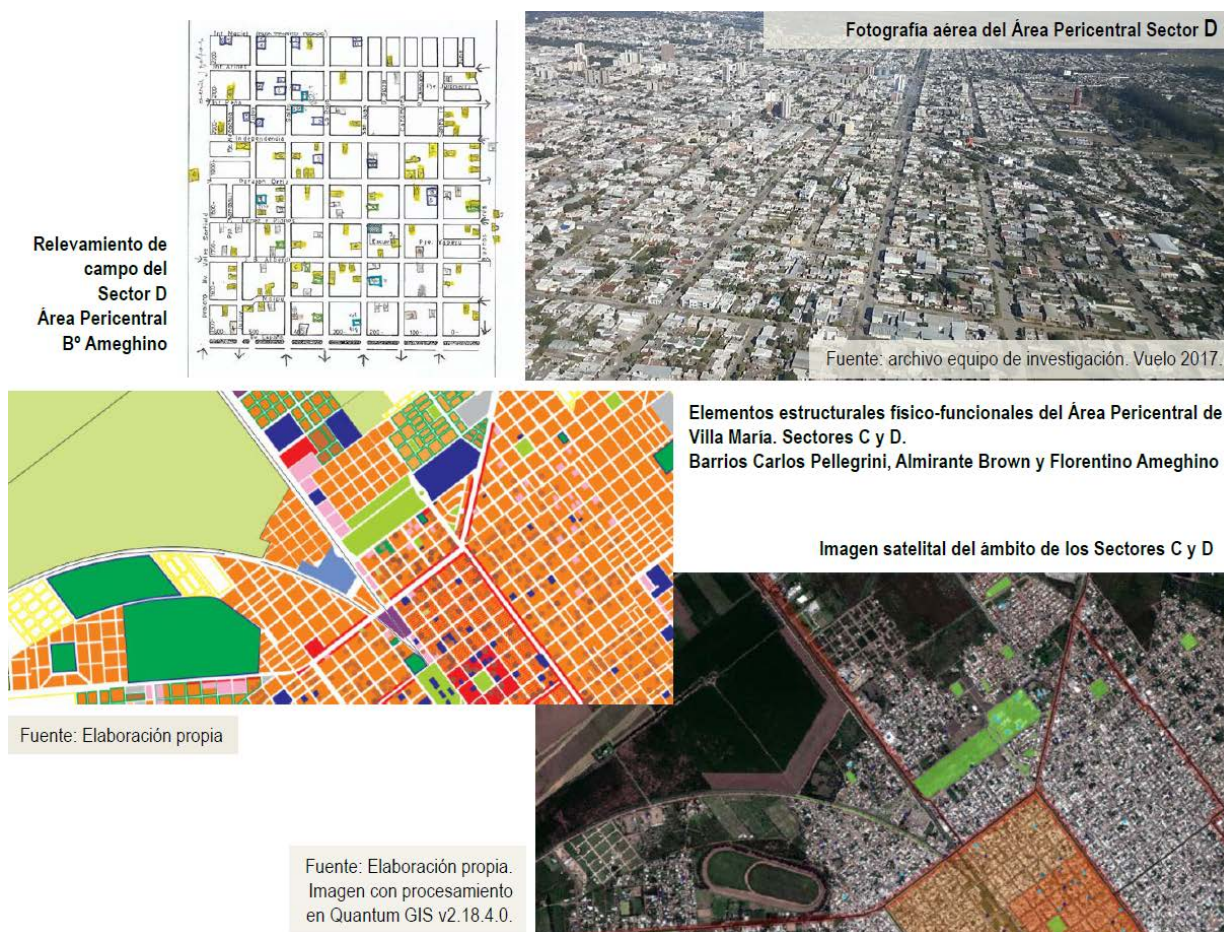 Fotografía aérea del Área Pericentral Sector D
Relevamiento de
campo del
Sector D
Área Pericentral
Bº Ameghino
Independencia
Fuente: archivo equipo de investigación. Vuelo 2017.
Elementos estructurales físico-funcionales del Área Pericentral de
Villa María. Sectores C y D.
Barrios Carlos Pellegrini, Almirante Brown y Florentino Ameghino
Imagen satelital del ámbito de los Sectores C y D
Fuente: Elaboración propia
Fuente: Elaboración propia.
Imagen con procesamiento
en Quantum GIS v2.18.4.0.